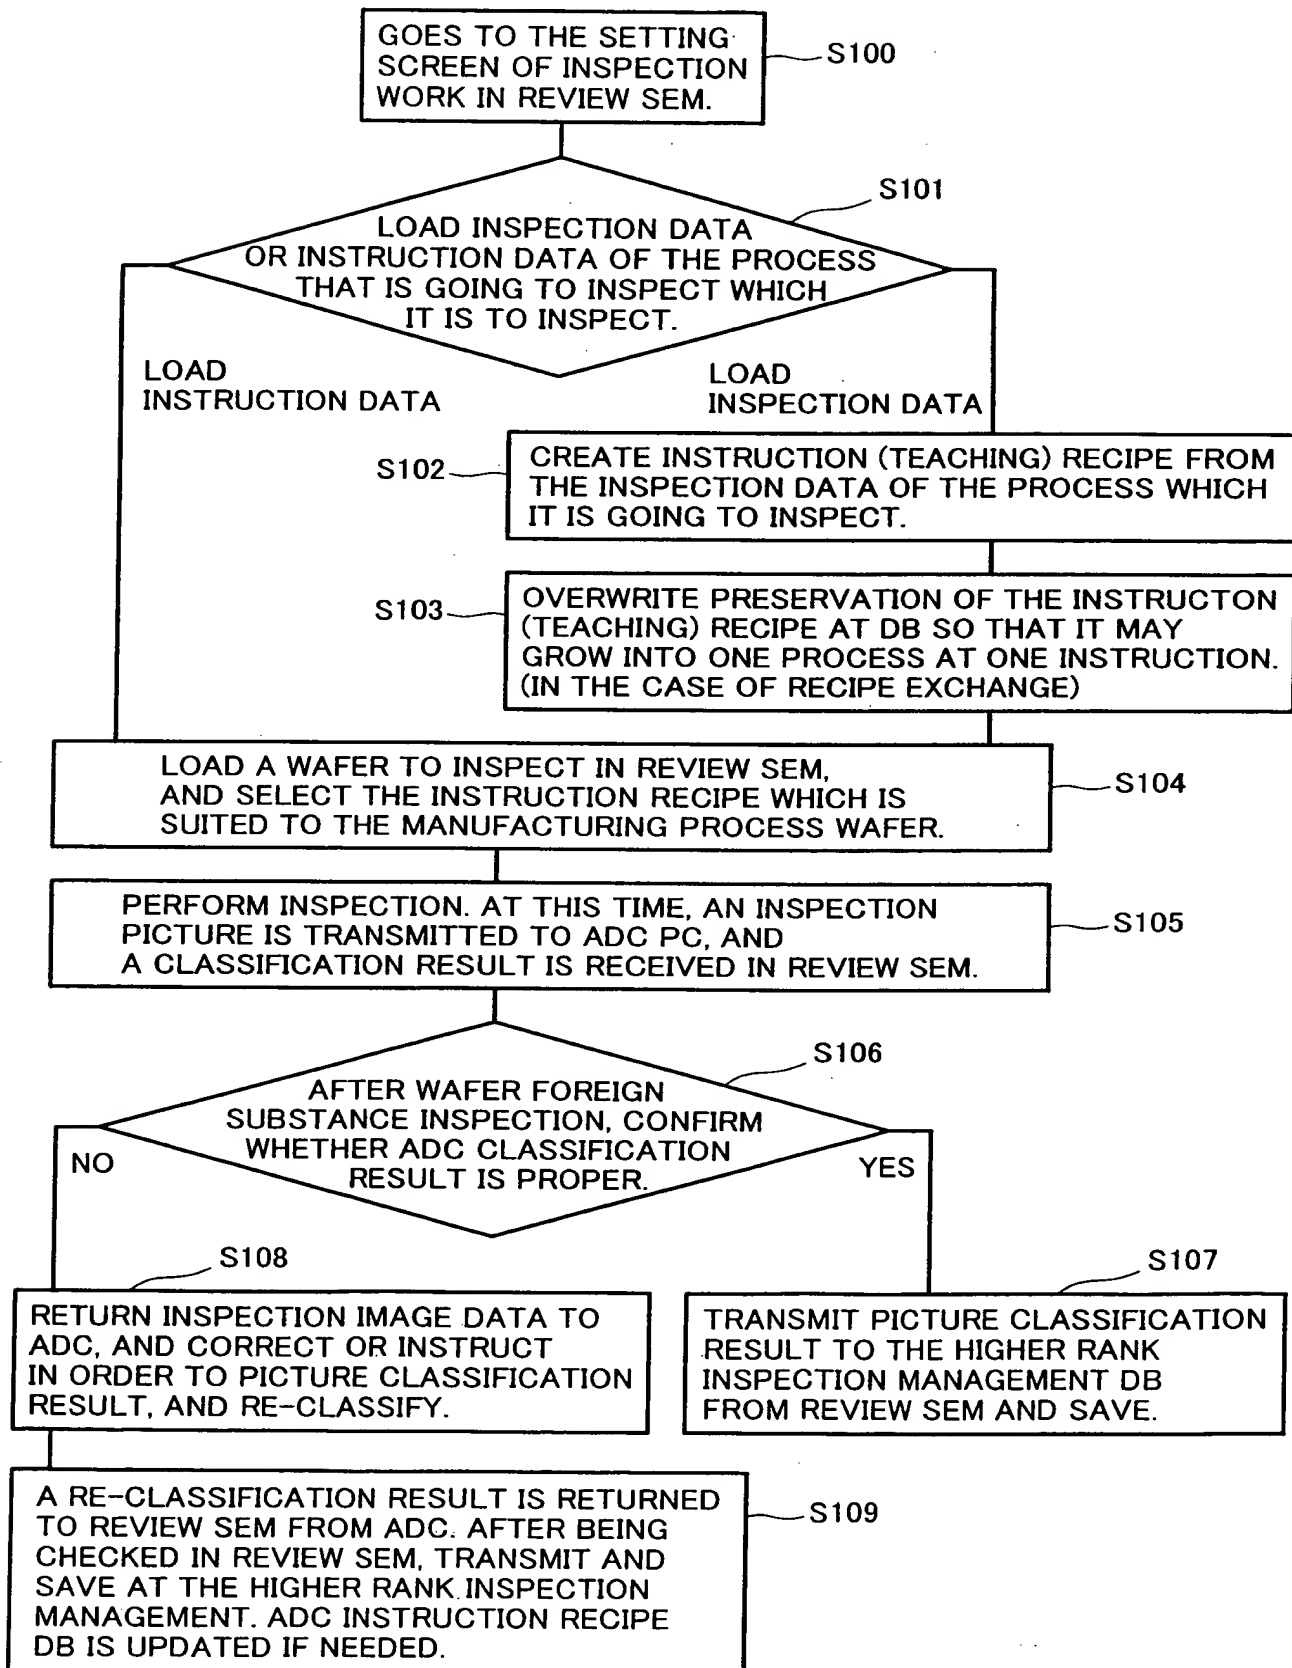 GOES TO THE SETTING
SCREEN OF INSPECTION
WORK IN REVIEW SEM.
S100
S101
LOAD INSPECTION DATA
OR INSTRUCTION DATA OF THE PROCESS
THAT IS GOING TO INSPECT WHICH
IT IS TO INSPECT.
LOAD
INSTRUCTION DATA
LOAD
INSPECTION DATA
S102
CREATE INSTRUCTION (TEACHING) RECIPE FROM
THE INSPECTION DATA OF THE PROCESS WHICH
IT IS GOING TO INSPECT.
S103
OVERWRITE PRESERVATION OF THE INSTRUCTON
(TEACHING) RECIPE AT DB SO THAT IT MAY
GROW INTO ONE PROCESS AT ONE INSTRUCTION.
(IN THE CASE OF RECIPE EXCHANGE)
LOAD A WAFER TO INSPECT IN REVIEW SEM,
AND SELECT THE INSTRUCTION RECIPE WHICH IS
SUITED TO THE MANUFACTURING PROCESS WAFER.
S104
PERFORM INSPECTION. AT THIS TIME, AN INSPECTION
PICTURE IS TRANSMITTED TO ADC PC, AND
A CLASSIFICATION RESULT IS RECEIVED IN REVIEW SEM.
S105
S106
AFTER WAFER FOREIGN
SUBSTANCE INSPECTION, CONFIRM
WHETHER ADC CLASSIFICATION
RESULT IS PROPER.
NO
YES
S108
RETURN INSPECTION IMAGE DATA TO
ADC, AND CORRECT OR INSTRUCT
IN ORDER TO PICTURE CLASSIFICATION
RESULT, AND RE-CLASSIFY.
S107
TRANSMIT PICTURE CLASSIFICATION
RESULT TO THE HIGHER RANK
INSPECTION MANAGEMENT DB
FROM REVIEW SEM AND SAVE.
A RE-CLASSIFICATION RESULT IS RETURNED
TO REVIEW SEM FROM ADC. AFTER BEING
CHECKED IN REVIEW SEM, TRANSMIT AND
SAVE AT THE HIGHER RANK INSPECTION
MANAGEMENT. ADC INSTRUCTION RECIPE
DB IS UPDATED IF NEEDED.
S109